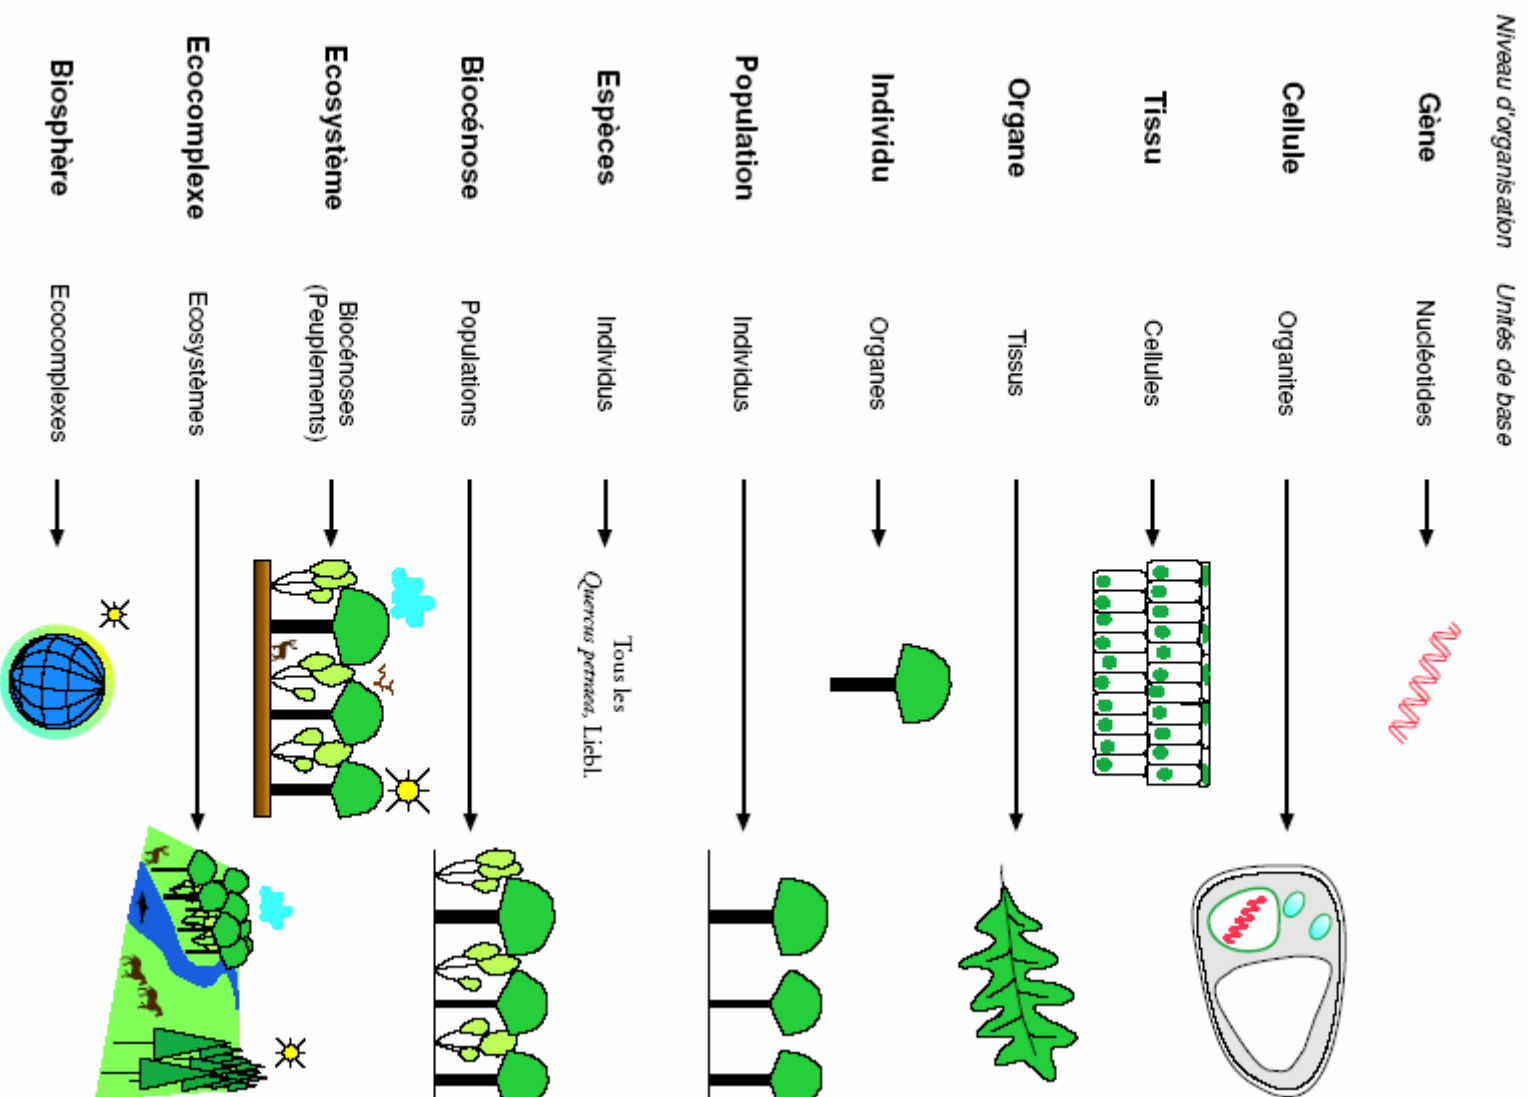 Niveau d'organisation Unités de base
Gène Nucléotides
Cellule Organites
Tissu Cellules
Organe Tissus
Individu Organes
Population Individus
Espèces Individus
Tous les
Quercus petraea, Liebl.
Biocénose Populations
Ecosystème Biocénoses
(Peuplements)
Ecocomplexe Ecosystèmes
Biosphère Ecocomplexes